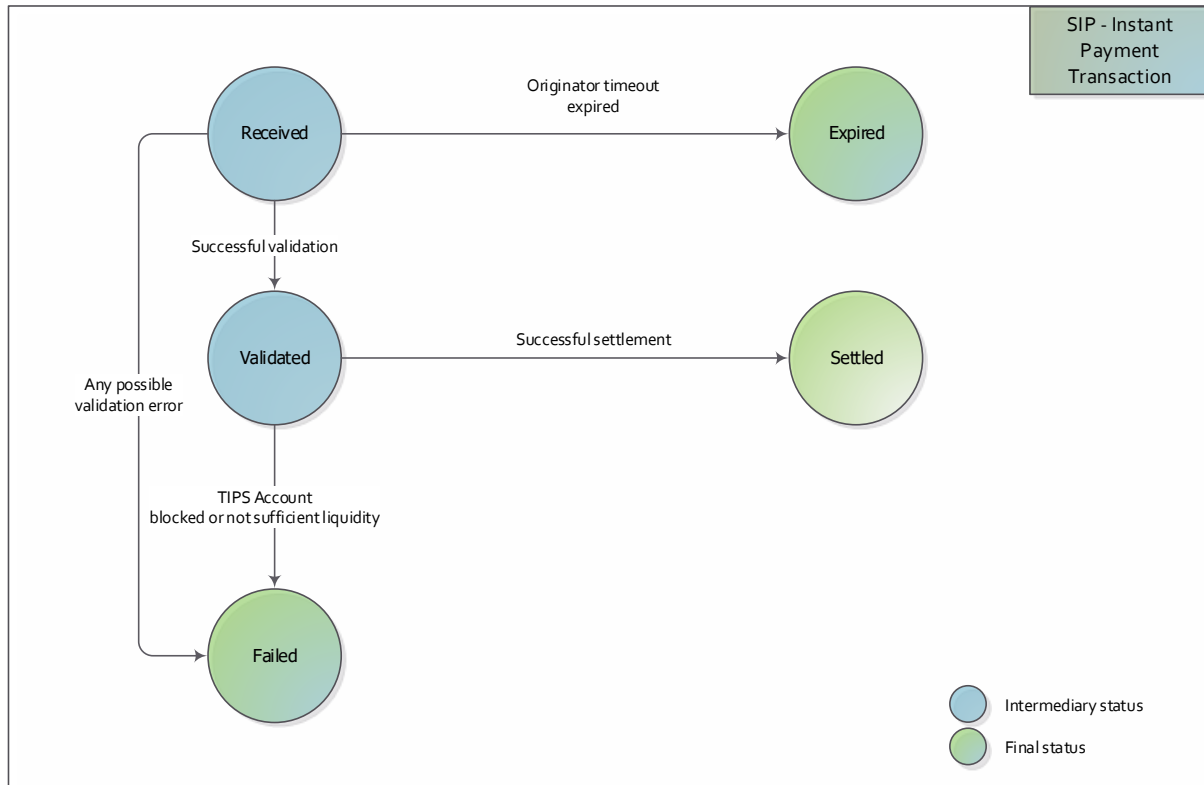 SIP - Instant
Payment
Transaction
Originator timeout
expired
Received
Expired
Successful validation
Successful settlement
Validated
Settled
Any possible
validation error
TIPS Account
blocked or not sufficient liquidity
Failed
Intermediary status
Final status